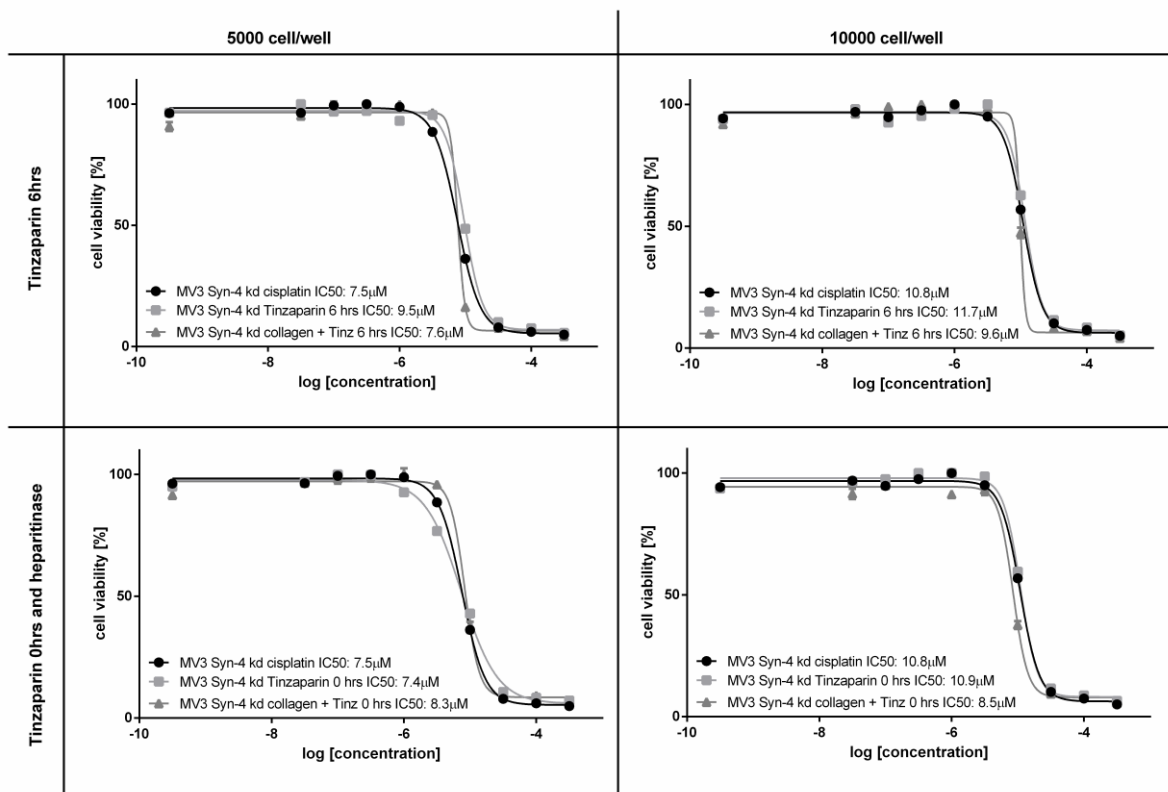 5000 cell/well
10000 cell/well
Tinzaparin 6hrs
cell viability [%]
100
50
0
MV3 Syn-4 kd cisplatin IC50: 7.5µM
MV3 Syn-4 kd Tinzaparin 6 hrs IC50: 9.5µM
MV3 Syn-4 kd collagen + Tinz 6 hrs IC50: 7.6µM
-10
-8
-6
-4
log [concentration]
cell viability [%]
100
50
0
MV3 Syn-4 kd cisplatin IC50: 10.8µM
MV3 Syn-4 kd Tinzaparin 6 hrs IC50: 11.7µM
MV3 Syn-4 kd collagen + Tinz 6 hrs IC50: 9.6µM
-10
-8
-6
-4
log [concentration]
Tinzaparin 0hrs and heparitinase
cell viability [%]
100
50
0
MV3 Syn-4 kd cisplatin IC50: 7.5µM
MV3 Syn-4 kd Tinzaparin 0 hrs IC50: 7.4µM
MV3 Syn-4 kd collagen + Tinz 0 hrs IC50: 8.3µM
-10
-8
-6
-4
log [concentration]
cell viability [%]
100
50
0
MV3 Syn-4 kd cisplatin IC50: 10.8µM
MV3 Syn-4 kd Tinzaparin 0 hrs IC50: 10.9µM
MV3 Syn-4 kd collagen + Tinz 0 hrs IC50: 8.5µM
-10
-8
-6
-4
log [concentration]